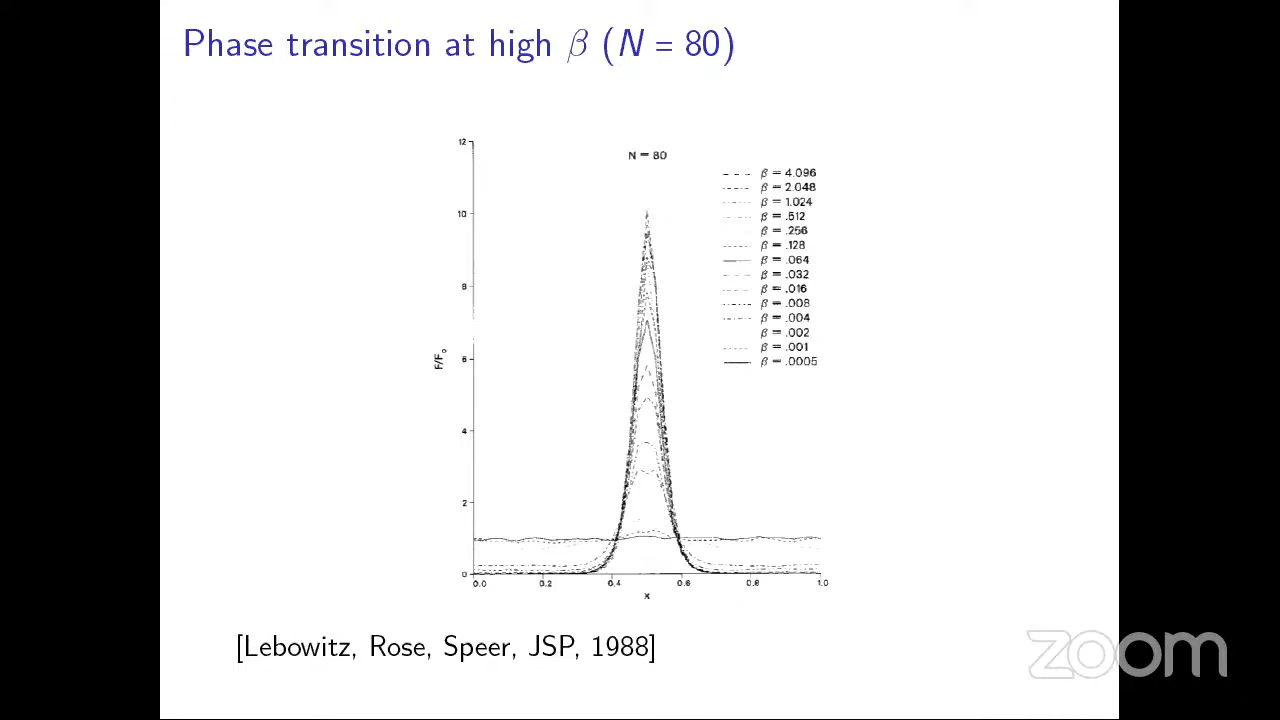 Phase transition at high β (N = 80)
N = 80
12
10
8
6
4
2
0
F/F₀
0.0 0.2 0.4 0.6 0.8 1.0
x
β = 4.096
β = 2.048
β = 1.024
β = .512
β = .256
β = .128
β = .064
β = .032
β = .016
β = .008
β = .004
β = .002
β = .001
β = .0005
[Lebowitz, Rose, Speer, JSP, 1988]
zoom